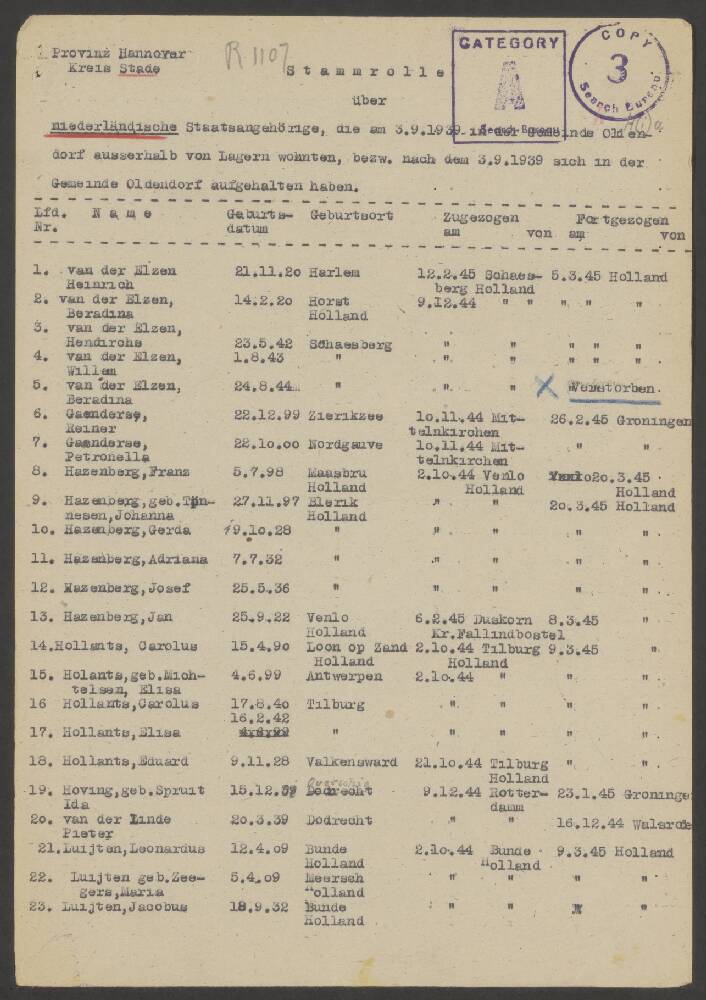 Provinz Hannover
Kreis Stade
R 1107
CATEGORY
A
Search Bureau
COPY
3
Search Bureau
Stammrolle
über
niederländische Staatsangehörige, die am 3.9.1939 in der Gemeinde Olden-
dorf ausserhalb von Lagern wohnten, bezw. nach dem 3.9.1939 sich in der
Gemeinde Oldendorf aufgehalten haben.
Lfd. Name Geburts- Geburtsort Zugezogen Fortgezogen
Nr. datum am von am von
1. van der Elzen 21.11.20 Harlem 12.2.45 Schaes- 5.3.45 Holland
Heinrich berg Holland
2. van der Elzen, 14.2.20 Horst 9.12.44 " " " " "
Beradina Holland
3. van der Elzen,
Hendirchs 23.5.42 Schaesberg " " " " "
4. van der Elzen, 1.8.43 " " " " " "
Willem
5. van der Elzen, 24.8.44 " " " X Verstorben
Beradina
6. Gaenderse, 22.12.99 Zierikzee 10.11.44 Mit- 26.2.45 Groningen
Reiner telnkirchen
7. Gaenderse, 22.10.00 Nordgauve 10.11.44 Mit- " "
Petronella telnkirchen
8. Hazenberg,Franz 5.7.98 Maasbru 2.10.44 Venlo 20.3.45
Holland Holland Holland
9. Hazenberg,geb.Tün- 27.11.97 Blerik " " 20.3.45 Holland
nesen,Johanna Holland
10. Hazenberg,Gerda 19.10.28 " " " " "
11. Hazenberg,Adriana 7.7.32 " " " " "
12. Hazenberg,Josef 25.5.36 " " " " "
13. Hazenberg,Jan 25.9.22 Venlo 6.2.45 Duskorn 8.3.45 "
Holland Kr.Fallindbostel
14.Hollants, Carolus 15.4.90 Loon op Zand 2.10.44 Tilburg 9.3.45 "
Holland Holland
15. Holants,geb.Mich- 4.6.99 Antwerpen 2.10.44 " " "
telsen, Elisa
16 Hollants,Carolus 17.8.40 Tilburg " " " "
16.2.42
17. Hollants,Elisa " " " " "
18. Hollants,Eduard 9.11.28 Valkensward 21.10.44 Tilburg " "
Holland
Overschie
19. Hoving,geb.Spruit 15.12. Dodrecht 9.12.44 Rotter- 23.1.45 Groninge
Ida damm
20. van der Linde 20.3.39 Dodrecht " " 16.12.44 Walsrode
Pieter
21.Luijten,Leonardus 12.4.09 Bunde 2.10.44 Bunde 9.3.45 Holland
Holland Holland
22. Luijten geb.Zee- 5.4.09 Meersch " " " "
gers,Maria Holland
23. Luijten,Jacobus 18.9.32 Bunde " " " "
Holland